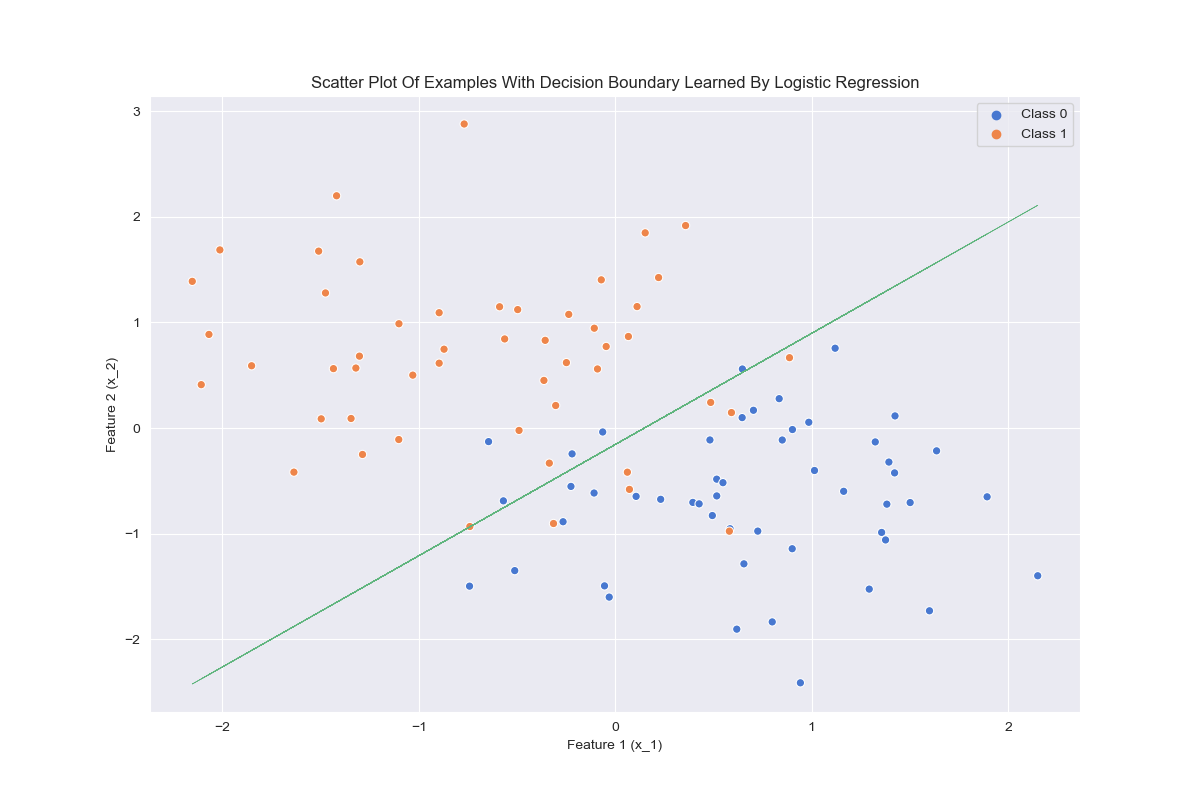 Scatter Plot Of Examples With Decision Boundary Learned By Logistic Regression
Class 0
Class 1
3
2
1
0
−1
−2
Feature 2 (x_2)
−2
−1
0
1
2
Feature 1 (x_1)